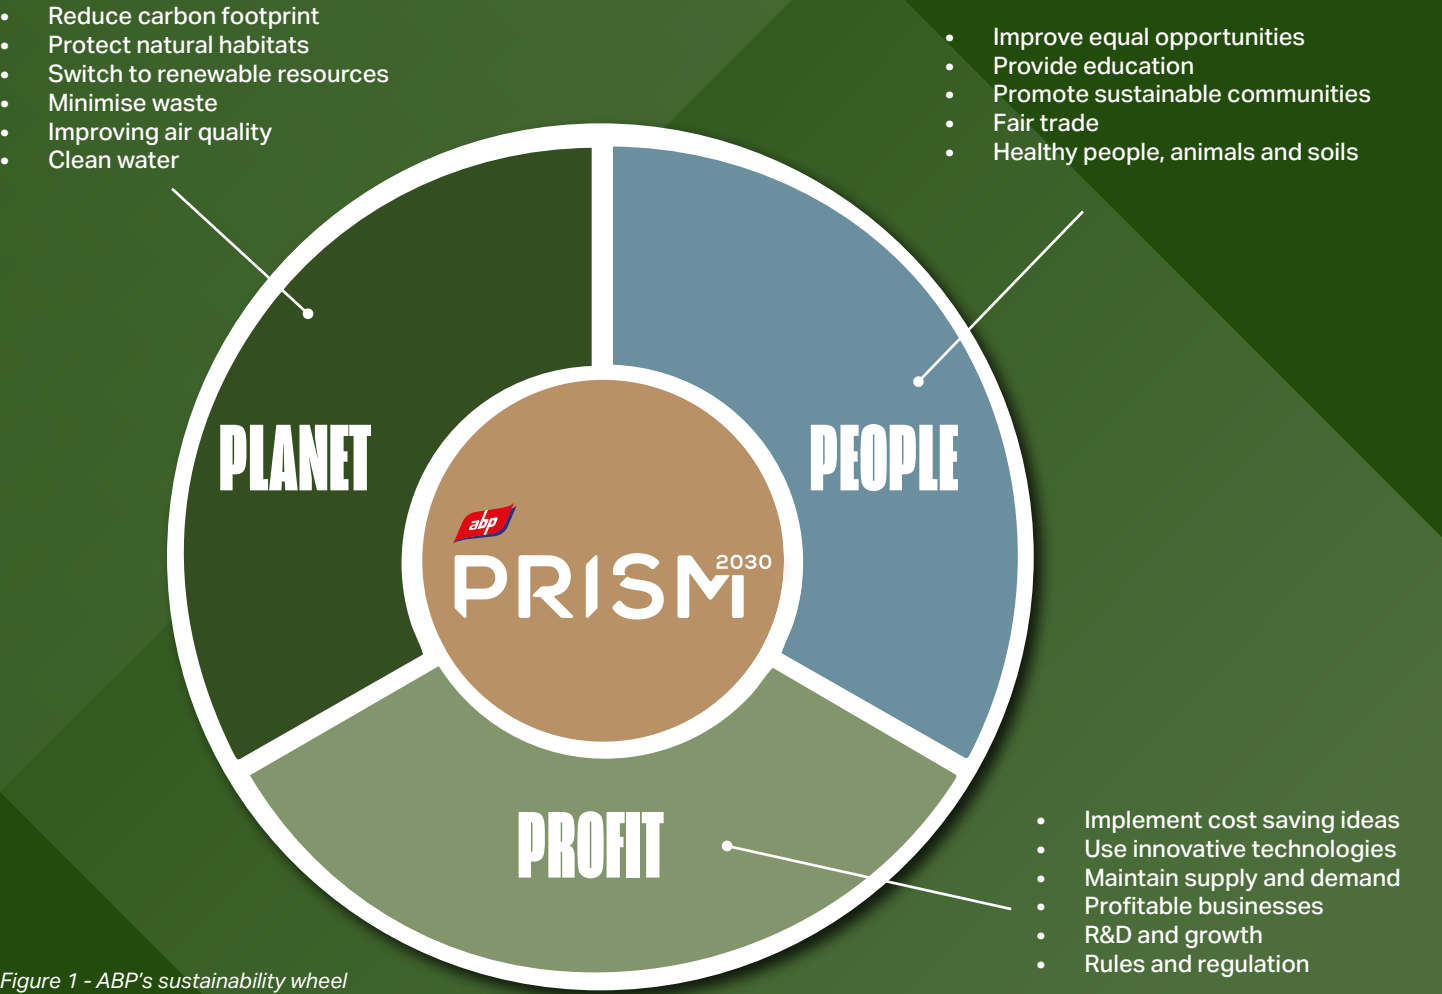 • Reduce carbon footprint
• Protect natural habitats
• Switch to renewable resources
• Minimise waste
• Improving air quality
• Clean water
• Improve equal opportunities
• Provide education
• Promote sustainable communities
• Fair trade
• Healthy people, animals and soils
PLANET
PEOPLE
abp
PRISM 2030
PROFIT
• Implement cost saving ideas
• Use innovative technologies
• Maintain supply and demand
• Profitable businesses
• R&D and growth
• Rules and regulation
Figure 1 - ABP's sustainability wheel